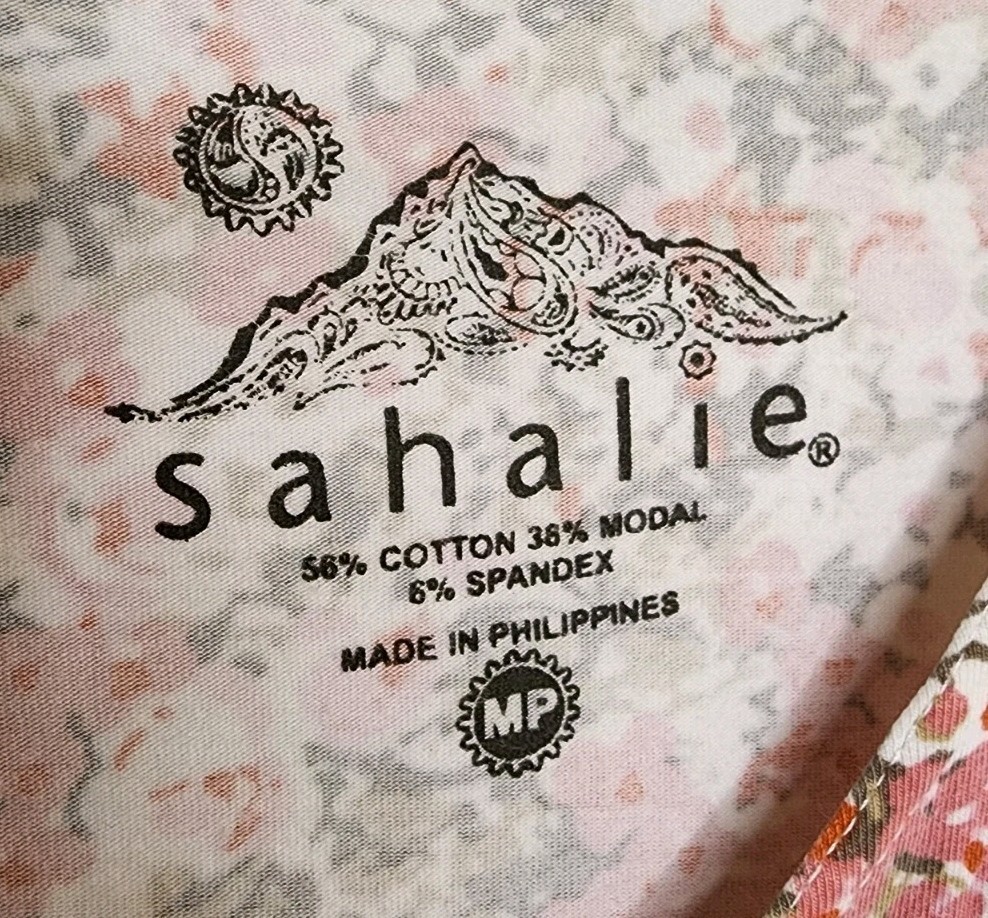 sahalie®
56% COTTON 38% MODAL
6% SPANDEX
MADE IN PHILIPPINES
MP